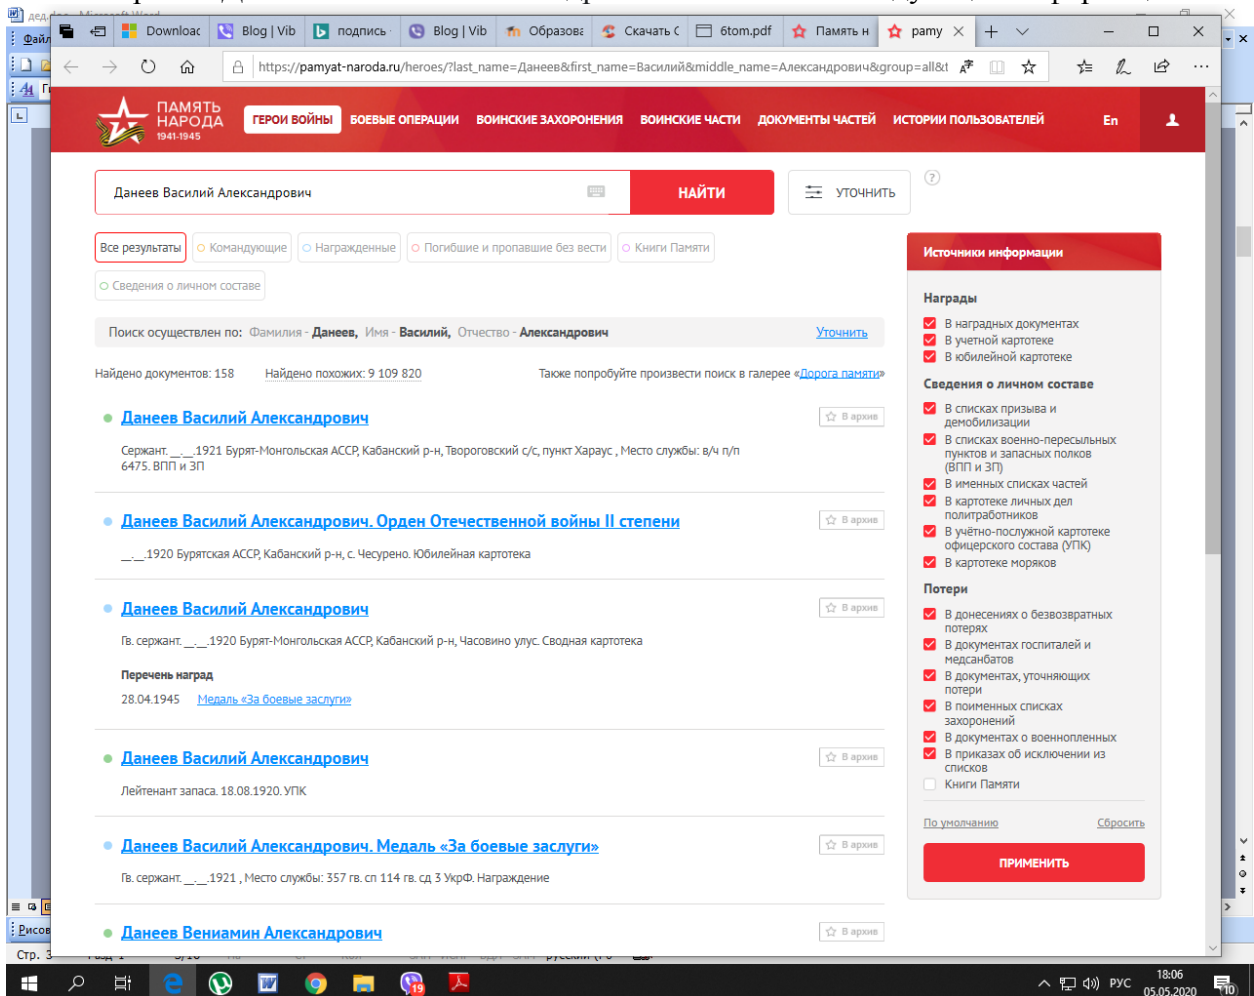 дед.
Файл
Downloac
Blog | Vib
подпись
Blog | Vib
Образова
Скачать С
6tom.pdf
Память н
pamy
https://pamyat-naroda.ru/heroes/?last_name=Данеев&first_name=Василий&middle_name=Александрович&group=all&t
ПАМЯТЬ
НАРОДА
1941-1945
ГЕРОИ ВОЙНЫ
БОЕВЫЕ ОПЕРАЦИИ
ВОИНСКИЕ ЗАХОРОНЕНИЯ
ВОИНСКИЕ ЧАСТИ
ДОКУМЕНТЫ ЧАСТЕЙ
ИСТОРИИ ПОЛЬЗОВАТЕЛЕЙ
En
Данеев Василий Александрович
НАЙТИ
УТОЧНИТЬ
?
Все результаты
Командующие
Награжденные
Погибшие и пропавшие без вести
Книги Памяти
Сведения о личном составе
Поиск осуществлен по: Фамилия - Данеев, Имя - Василий, Отчество - Александрович
Уточнить
Найдено документов: 158
Найдено похожих: 9 109 820
Также попробуйте произвести поиск в галерее «Дорога памяти»
Данеев Василий Александрович
В архив
Сержант. __.__.1921 Бурят-Монгольская АССР, Кабанский р-н, Твороговский с/с, пункт Хараус , Место службы: в/ч п/п
6475. ВПП и ЗП
Данеев Василий Александрович. Орден Отечественной войны II степени
В архив
__.__.1920 Бурятская АССР, Кабанский р-н, с. Чесурено. Юбилейная картотека
Данеев Василий Александрович
В архив
Гв. сержант. __.__.1920 Бурят-Монгольская АССР, Кабанский р-н, Часовино улус. Сводная картотека
Перечень наград
28.04.1945 Медаль «За боевые заслуги»
Данеев Василий Александрович
В архив
Лейтенант запаса. 18.08.1920. УПК
Данеев Василий Александрович. Медаль «За боевые заслуги»
В архив
Гв. сержант. __.__.1921 , Место службы: 357 гв. сп 114 гв. сд 3 УкрФ. Награждение
Данеев Вениамин Александрович
В архив
Источники информации
Награды
В наградных документах
В учетной картотеке
В юбилейной картотеке
Сведения о личном составе
В списках призыва и
демобилизации
В списках военно-пересыльных
пунктов и запасных полков
(ВПП и ЗП)
В именных списках частей
В картотеке личных дел
политработников
В учётно-послужной картотеке
офицерского состава (УПК)
В картотеке моряков
Потери
В донесениях о безвозвратных
потерях
В документах госпиталей и
медсанбатов
В документах, уточняющих
потери
В поименных списках
захоронений
В документах о военнопленных
В приказах об исключении из
списков
Книги Памяти
По умолчанию
Сбросить
ПРИМЕНИТЬ
Рисов
Стр. 3
19
РУС
18:06
05.05.2020
10